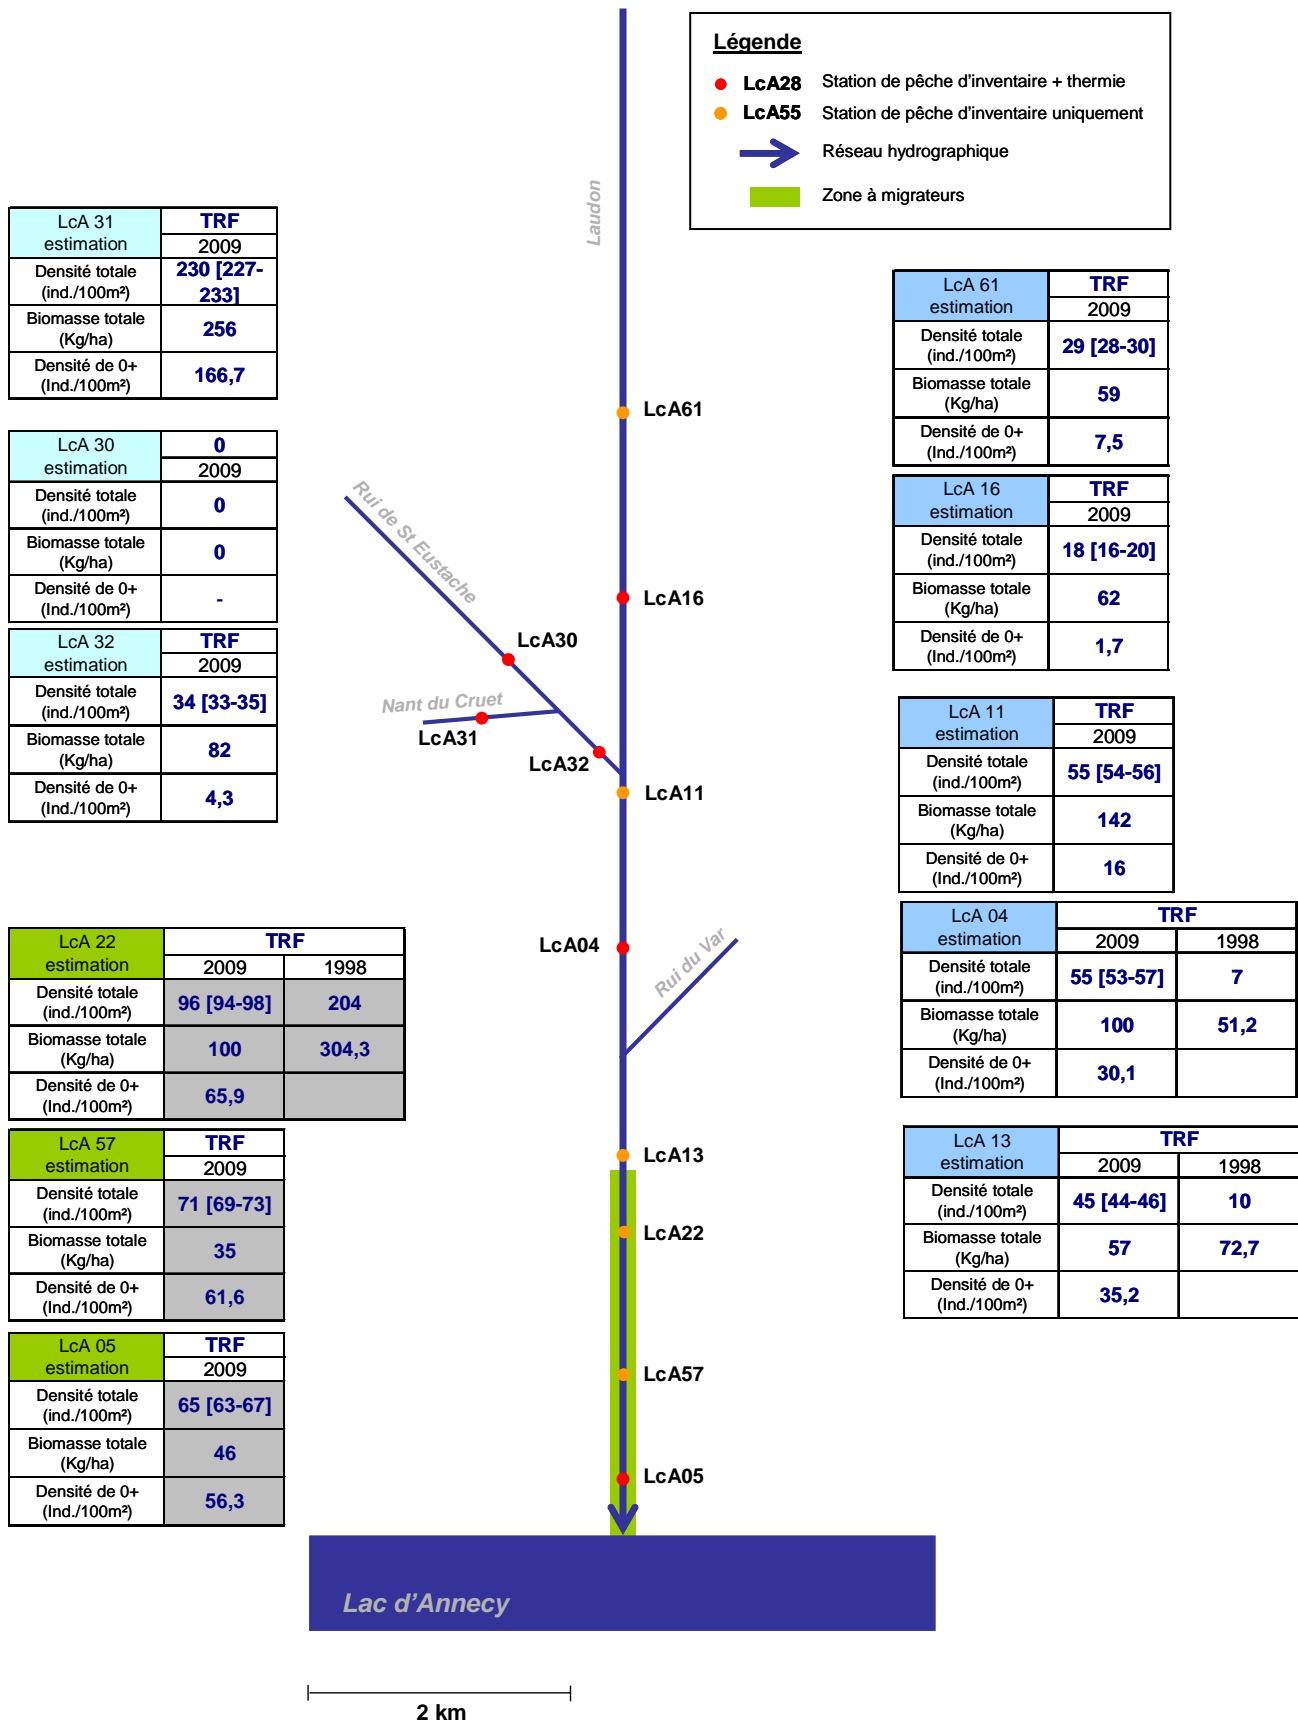 Légende
LcA28 Station de pêche d'inventaire + thermie
LcA55 Station de pêche d'inventaire uniquement
Réseau hydrographique
Zone à migrateurs
Laudon
LcA 31 TRF
estimation 2009
Densité totale (ind./100m²) 230 [227-233]
Biomasse totale (Kg/ha) 256
Densité de 0+ (Ind./100m²) 166,7
LcA 30 0
estimation 2009
Densité totale (ind./100m²) 0
Biomasse totale (Kg/ha) 0
Densité de 0+ (Ind./100m²) -
LcA 32 TRF
estimation 2009
Densité totale (ind./100m²) 34 [33-35]
Biomasse totale (Kg/ha) 82
Densité de 0+ (Ind./100m²) 4,3
LcA 22 TRF
estimation 2009 1998
Densité totale (ind./100m²) 96 [94-98] 204
Biomasse totale (Kg/ha) 100 304,3
Densité de 0+ (Ind./100m²) 65,9
LcA 57 TRF
estimation 2009
Densité totale (ind./100m²) 71 [69-73]
Biomasse totale (Kg/ha) 35
Densité de 0+ (Ind./100m²) 61,6
LcA 05 TRF
estimation 2009
Densité totale (ind./100m²) 65 [63-67]
Biomasse totale (Kg/ha) 46
Densité de 0+ (Ind./100m²) 56,3
LcA61
Rui de St Eustache
LcA16
LcA30
Nant du Cruet
LcA31
LcA32
LcA11
LcA04
Rui du Var
LcA13
LcA22
LcA57
LcA05
LcA 61 TRF
estimation 2009
Densité totale (ind./100m²) 29 [28-30]
Biomasse totale (Kg/ha) 59
Densité de 0+ (Ind./100m²) 7,5
LcA 16 TRF
estimation 2009
Densité totale (ind./100m²) 18 [16-20]
Biomasse totale (Kg/ha) 62
Densité de 0+ (Ind./100m²) 1,7
LcA 11 TRF
estimation 2009
Densité totale (ind./100m²) 55 [54-56]
Biomasse totale (Kg/ha) 142
Densité de 0+ (Ind./100m²) 16
LcA 04 TRF
estimation 2009 1998
Densité totale (ind./100m²) 55 [53-57] 7
Biomasse totale (Kg/ha) 100 51,2
Densité de 0+ (Ind./100m²) 30,1
LcA 13 TRF
estimation 2009 1998
Densité totale (ind./100m²) 45 [44-46] 10
Biomasse totale (Kg/ha) 57 72,7
Densité de 0+ (Ind./100m²) 35,2
Lac d'Annecy
2 km